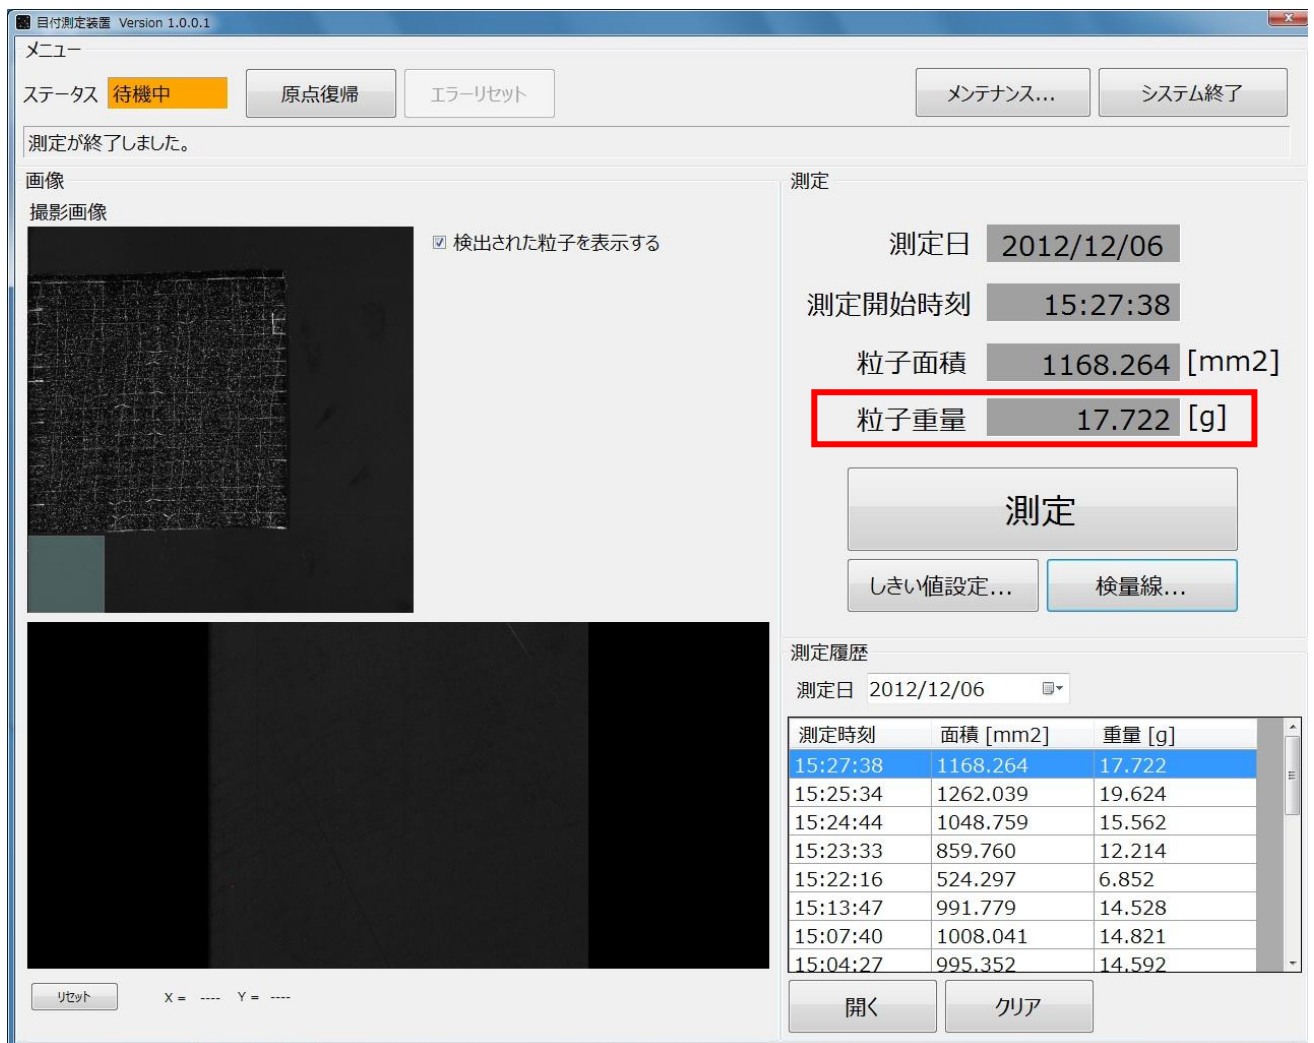 目付測定装置 Version 1.0.0.1
メニュー
ステータス 待機中 原点復帰 エラーリセット メンテナンス... システム終了
測定が終了しました。
画像
撮影画像
検出された粒子を表示する
リセット X = ---- Y = ----
測定
測定日 2012/12/06
測定開始時刻 15:27:38
粒子面積 1168.264 [mm2]
粒子重量 17.722 [g]
測定
しきい値設定... 検量線...
測定履歴
測定日 2012/12/06
測定時刻 面積 [mm2] 重量 [g]
15:27:38 1168.264 17.722
15:25:34 1262.039 19.624
15:24:44 1048.759 15.562
15:23:33 859.760 12.214
15:22:16 524.297 6.852
15:13:47 991.779 14.528
15:07:40 1008.041 14.821
15:04:27 995.352 14.592
開く クリア